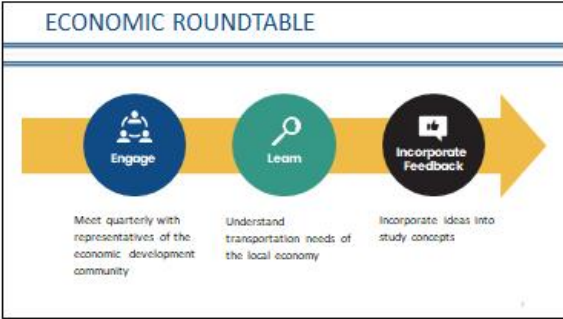 ECONOMIC ROUNDTABLE
Engage
Learn
Incorporate
Feedback
Meet quarterly with
representatives of the
economic development
community
Understand
transportation needs of
the local economy
Incorporate ideas into
study concepts